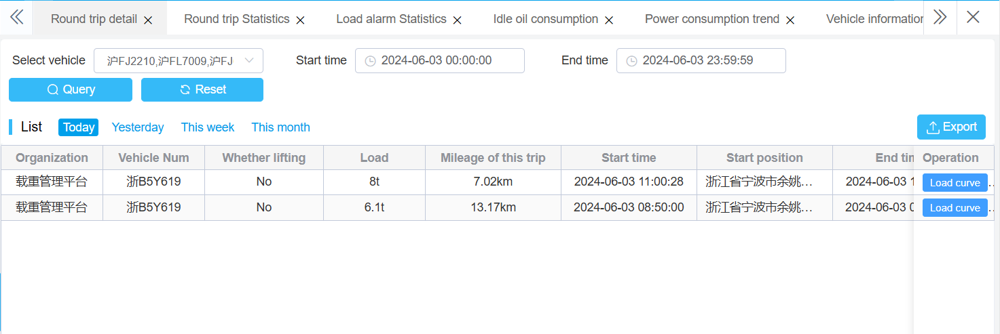 Round trip detail Round trip Statistics Load alarm Statistics Idle oil consumption Power consumption trend Vehicle information
Select vehicle 沪FJ2210,沪FL7009,沪FJ Start time 2024-06-03 00:00:00 End time 2024-06-03 23:59:59
Query Reset
List Today Yesterday This week This month Export
Organization Vehicle Num Whether lifting Load Mileage of this trip Start time Start position End Operation
载重管理平台 浙B5Y619 No 8t 7.02km 2024-06-03 11:00:28 浙江省宁波市余姚… 2024-06-03 1 Load curve
载重管理平台 浙B5Y619 No 6.1t 13.17km 2024-06-03 08:50:00 浙江省宁波市余姚… 2024-06-03 0 Load curve